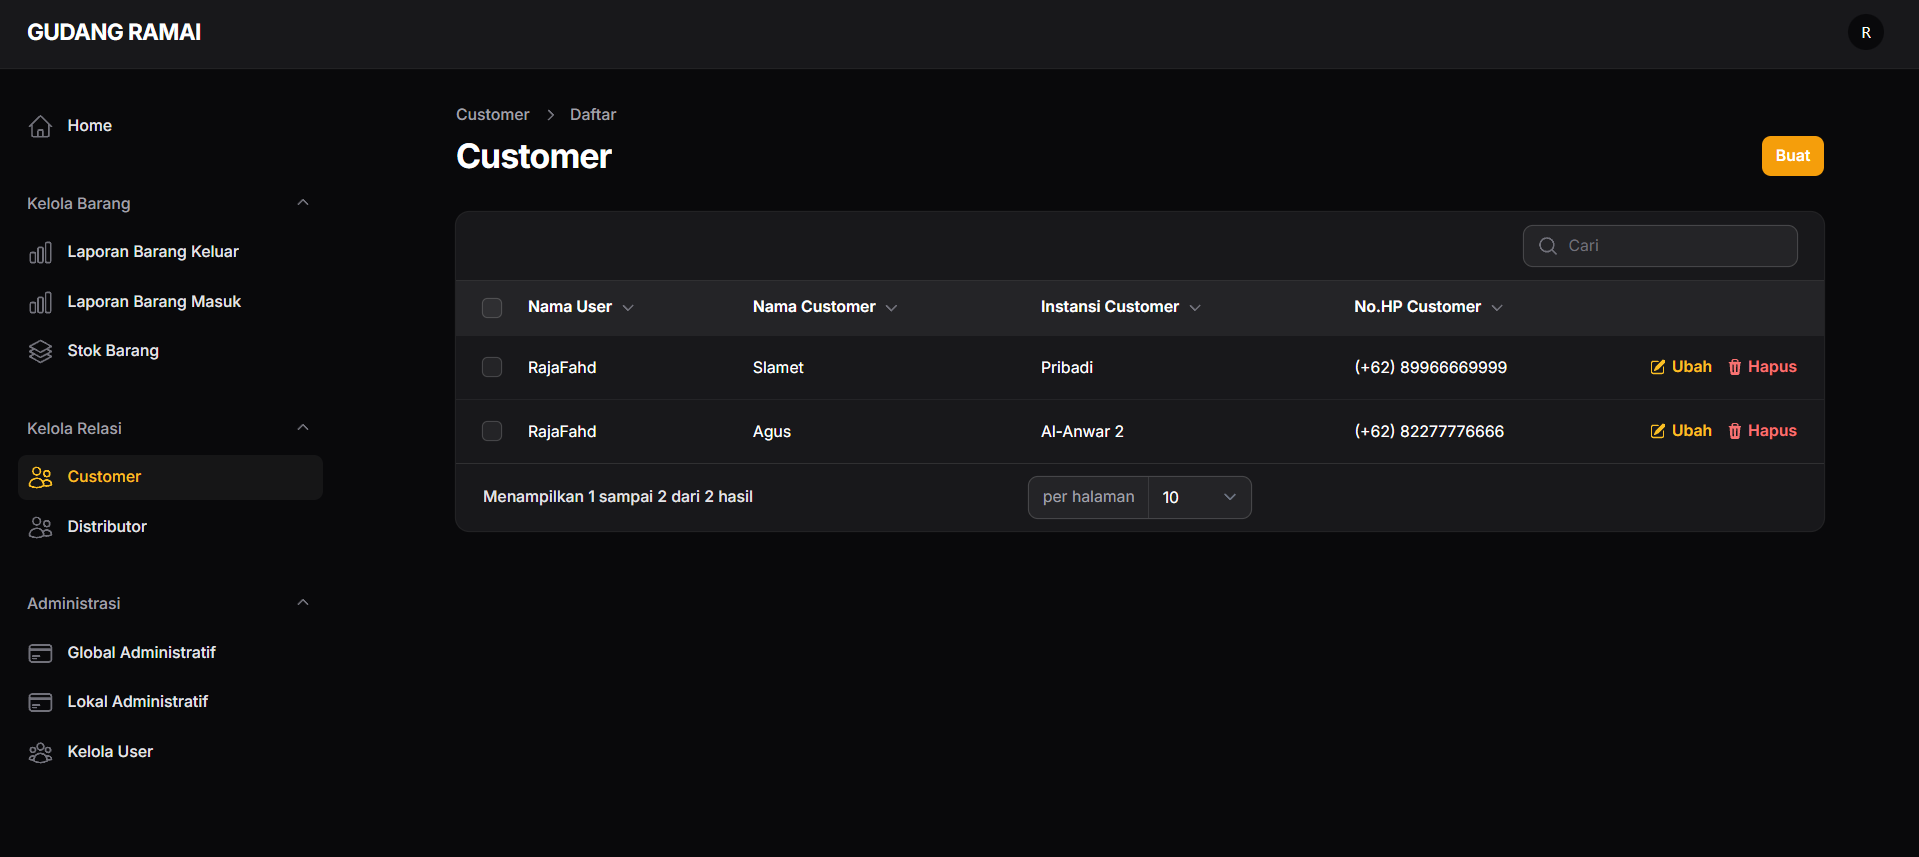 GUDANG RAMAI
R
Home
Kelola Barang
Laporan Barang Keluar
Laporan Barang Masuk
Stok Barang
Kelola Relasi
Customer
Distributor
Administrasi
Global Administratif
Lokal Administratif
Kelola User
Customer > Daftar
Customer
Buat
Cari
Nama User Nama Customer Instansi Customer No.HP Customer
RajaFahd Slamet Pribadi (+62) 89966669999 Ubah Hapus
RajaFahd Agus Al-Anwar 2 (+62) 82277776666 Ubah Hapus
Menampilkan 1 sampai 2 dari 2 hasil per halaman 10